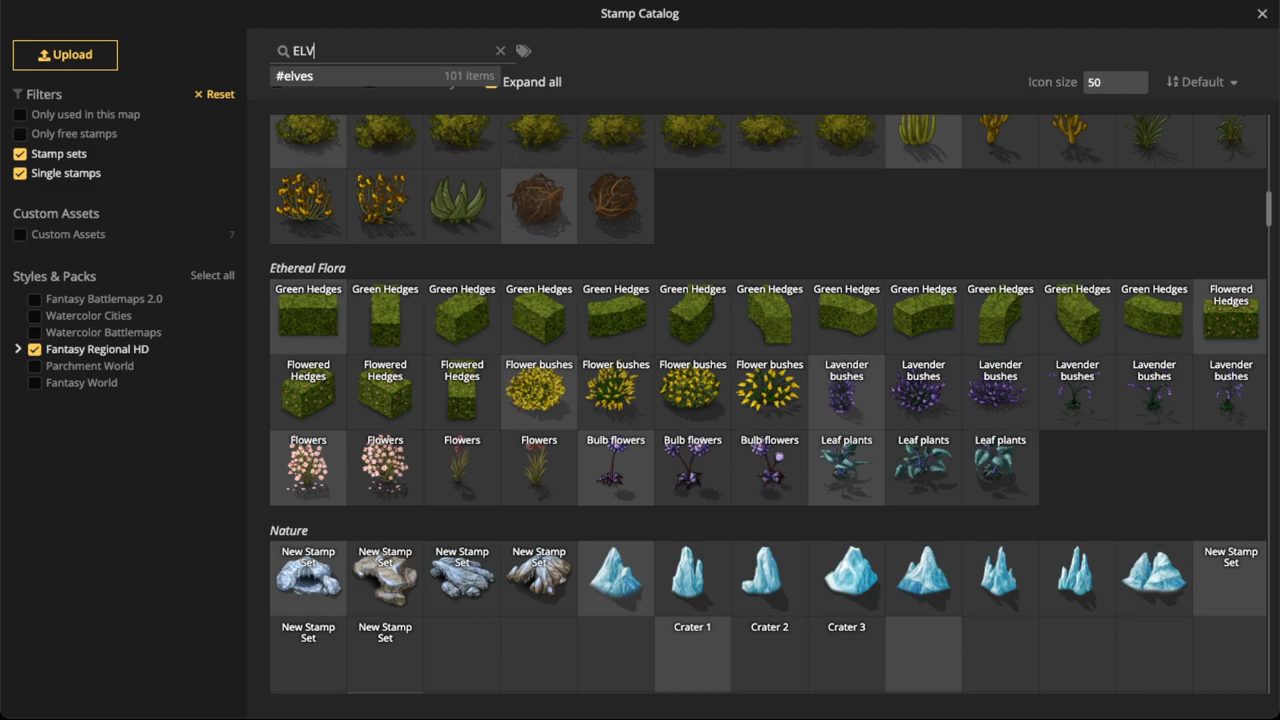 Stamp Catalog
Upload
Filters
Reset
Only used in this map
Only free stamps
Stamp sets
Single stamps
Custom Assets
Custom Assets 7
Styles & Packs Select all
Fantasy Battlemaps 2.0
Watercolor Cities
Watercolor Battlemaps
Fantasy Regional HD
Parchment World
Fantasy World
ELV
#elves 101 items
Expand all
Icon size 50 Default
Ethereal Flora
Green Hedges Green Hedges Green Hedges Green Hedges Green Hedges Green Hedges Green Hedges Green Hedges Green Hedges Green Hedges Green Hedges Green Hedges Flowered Hedges
Flowered Hedges Flowered Hedges Flowered Hedges Flower bushes Flower bushes Flower bushes Flower bushes Lavender bushes Lavender bushes Lavender bushes Lavender bushes Lavender bushes Lavender bushes
Flowers Flowers Flowers Flowers Bulb flowers Bulb flowers Bulb flowers Leaf plants Leaf plants Leaf plants
Nature
New Stamp Set New Stamp Set New Stamp Set New Stamp Set New Stamp Set
New Stamp Set New Stamp Set Crater 1 Crater 2 Crater 3